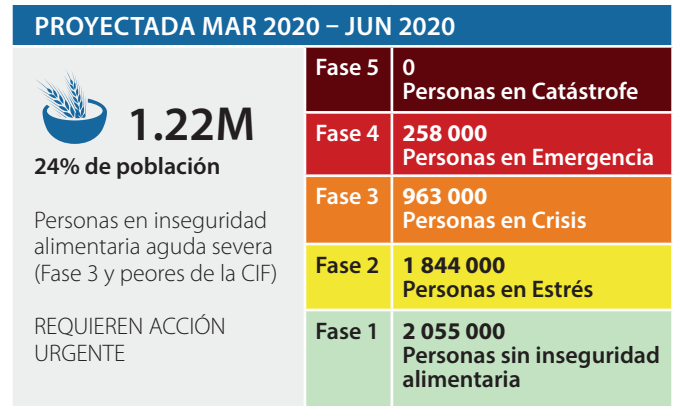 PROYECTADA MAR 2020 – JUN 2020
1.22M
24% de población
Personas en inseguridad
alimentaria aguda severa
(Fase 3 y peores de la CIF)
REQUIEREN ACCIÓN
URGENTE
Fase 5
0
Personas en Catástrofe
Fase 4
258 000
Personas en Emergencia
Fase 3
963 000
Personas en Crisis
Fase 2
1 844 000
Personas en Estrés
Fase 1
2 055 000
Personas sin inseguridad
alimentaria